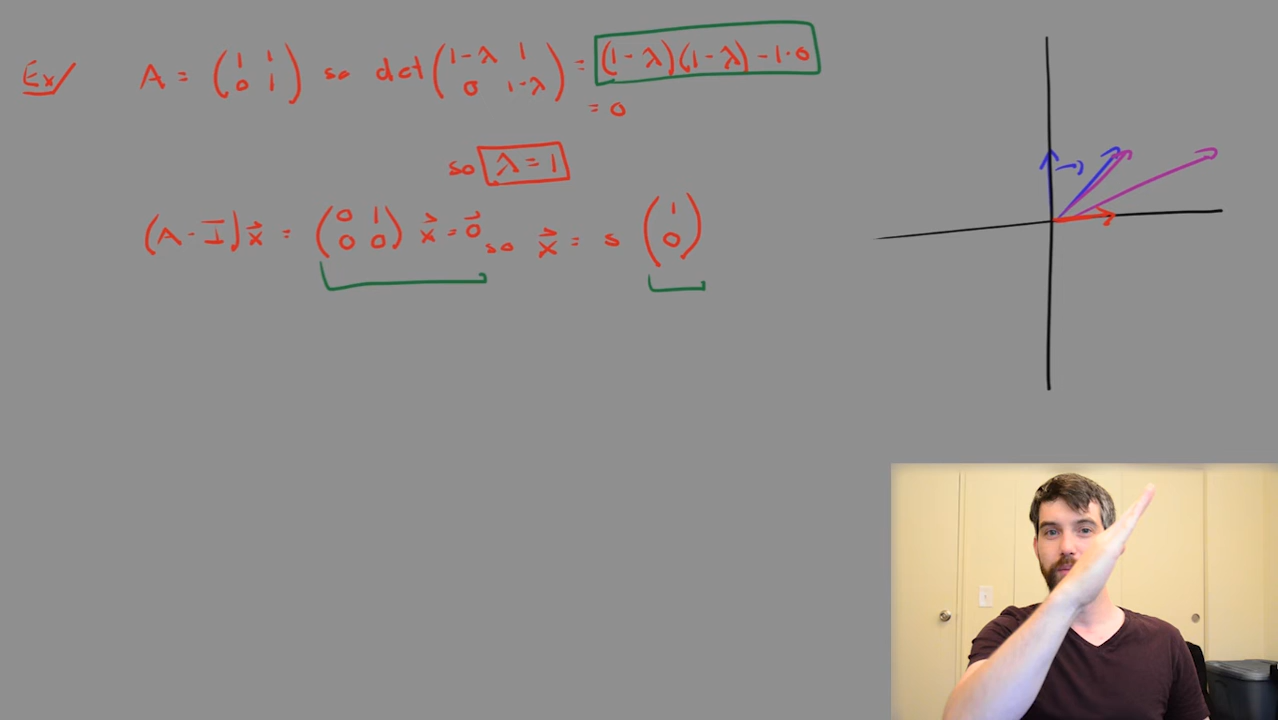 Ex/ A = (1 1 0 1) so det(1-λ 1 0 1-λ) = (1-λ)(1-λ) - 1·0
= 0
so λ = 1
(A - I)x⃗ = (0 1 0 0) x⃗ = 0⃗ so x⃗ = s (1 0)